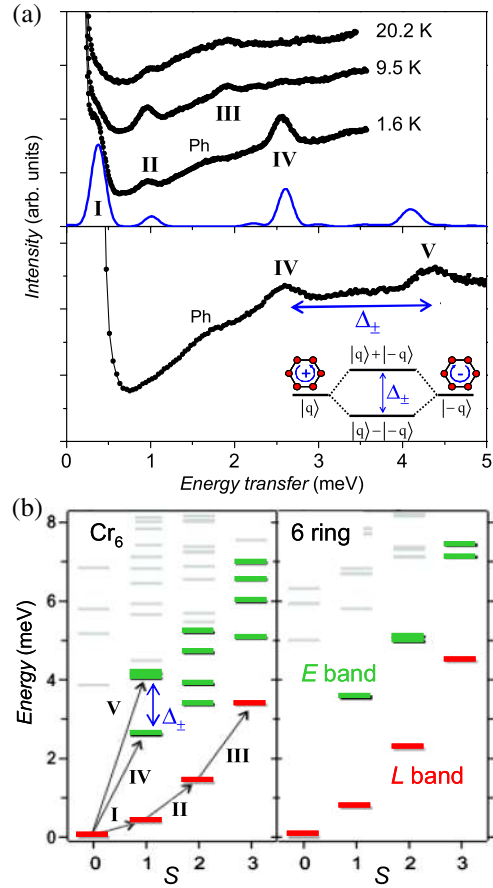 (a)
20.2 K
9.5 K
III
1.6 K
Ph
II
IV
I
Intensity (arb. units)
IV
V
Ph
Δ±
+
|q⟩+|−q⟩
-
|q⟩
Δ±
|−q⟩
|q⟩−|−q⟩
0 1 2 3 4 5
Energy transfer (meV)
(b)
8
Cr6
6 ring
6
Energy (meV)
4
V
Δ±
E band
IV
III
2
L band
I
II
0
0 1 2 3 0 1 2 3
S S